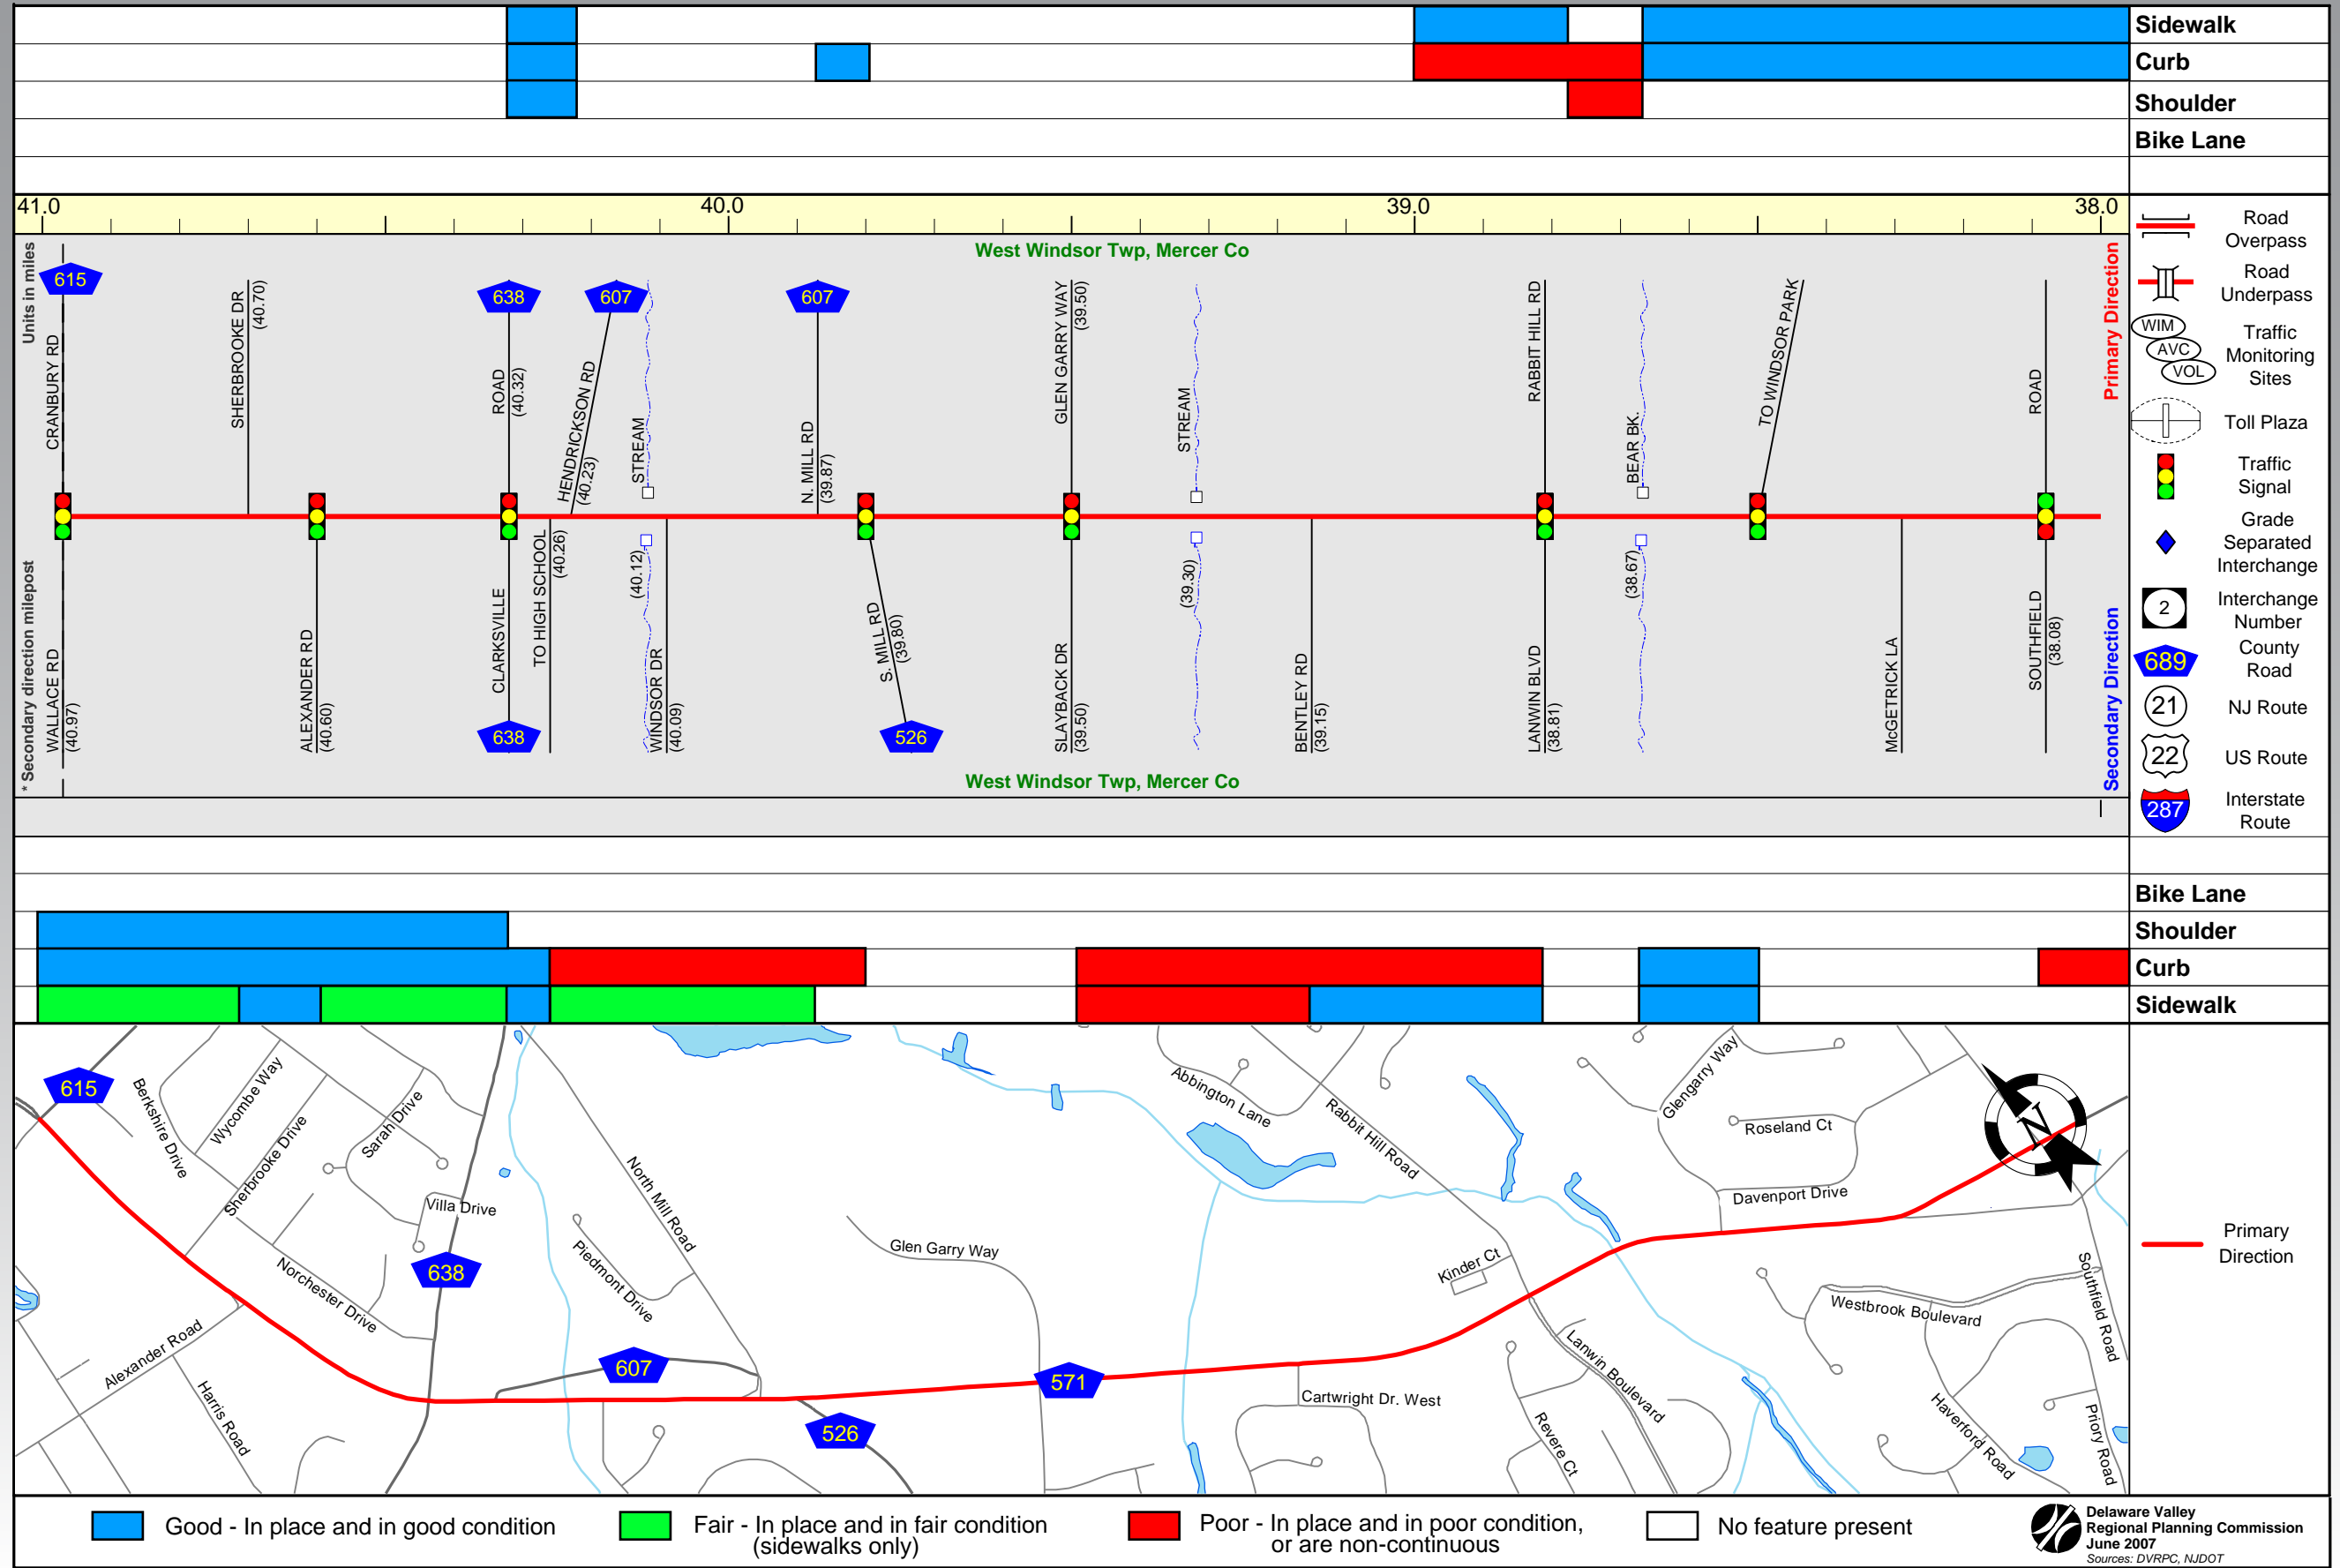 Sidewalk
Curb
Shoulder
Bike Lane
41.0
40.0
39.0
38.0
Units in miles
* Secondary direction milepost
West Windsor Twp, Mercer Co
Primary Direction
Secondary Direction
615
CRANBURY RD
WALLACE RD
(40.97)
SHERBROOKE DR
(40.70)
ALEXANDER RD
(40.60)
638
ROAD
(40.32)
CLARKSVILLE
638
TO HIGH SCHOOL
(40.26)
607
HENDRICKSON RD
(40.23)
STREAM
(40.12)
WINDSOR DR
(40.09)
607
N. MILL RD
(39.87)
S. MILL RD
(39.80)
526
GLEN GARRY WAY
(39.50)
SLAYBACK DR
(39.50)
STREAM
(39.30)
BENTLEY RD
(39.15)
RABBIT HILL RD
LANWIN BLVD
(38.81)
BEAR BK.
(38.67)
TO WINDSOR PARK
McGETRICK LA
ROAD
SOUTHFIELD
(38.08)
West Windsor Twp, Mercer Co
Road
Overpass
Road
Underpass
WIM
AVC
VOL
Traffic
Monitoring
Sites
Toll Plaza
Traffic
Signal
Grade
Separated
Interchange
2
Interchange
Number
689
County
Road
21
NJ Route
22
US Route
287
Interstate
Route
Bike Lane
Shoulder
Curb
Sidewalk
615
Berkshire Drive
Wycombe Way
Sherbrooke Drive
Sarah Drive
Villa Drive
638
Norchester Drive
Alexander Road
Harris Road
North Mill Road
Piedmont Drive
607
526
Glen Garry Way
571
Abbington Lane
Rabbit Hill Road
Kinder Ct
Cartwright Dr. West
Lanwin Boulevard
Revere Ct
Glengarry Way
Roseland Ct
Davenport Drive
Westbrook Boulevard
Haverford Road
Southfield Road
Priory Road
N
Primary
Direction
Good - In place and in good condition
Fair - In place and in fair condition
(sidewalks only)
Poor - In place and in poor condition,
or are non-continuous
No feature present
Delaware Valley
Regional Planning Commission
June 2007
Sources: DVRPC, NJDOT